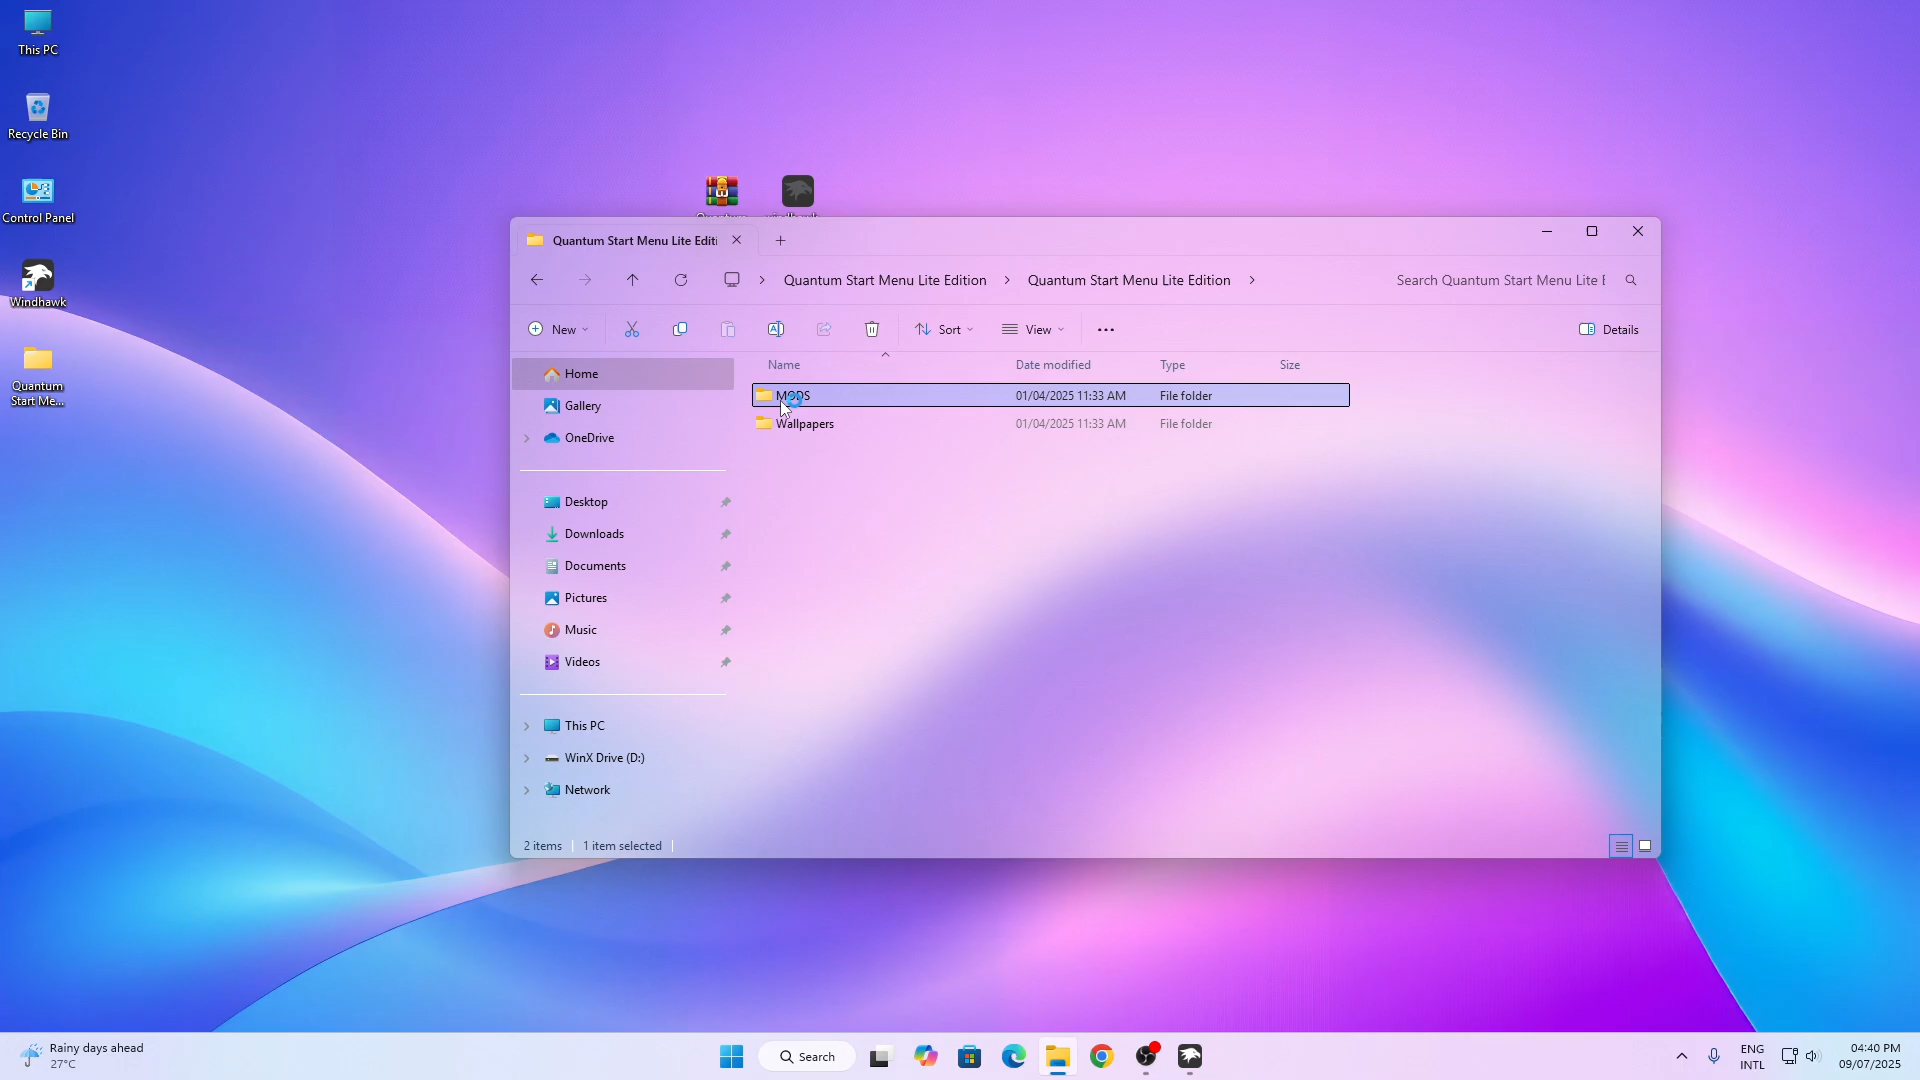 This PC
Recycle Bin
Control Panel
Windhawk
Quantum
Start Me...
Quantum Start Menu Lite Editi
Quantum Start Menu Lite Edition
Quantum Start Menu Lite Edition
Search Quantum Start Menu Lite E
New
Sort
View
Details
Home
Gallery
OneDrive
Desktop
Downloads
Documents
Pictures
Music
Videos
This PC
WinX Drive (D:)
Network
Name
Date modified
Type
Size
MODS
01/04/2025 11:33 AM
File folder
Wallpapers
01/04/2025 11:33 AM
File folder
2 items
1 item selected
Rainy days ahead
27°C
Search
ENG
INTL
04:40 PM
09/07/2025